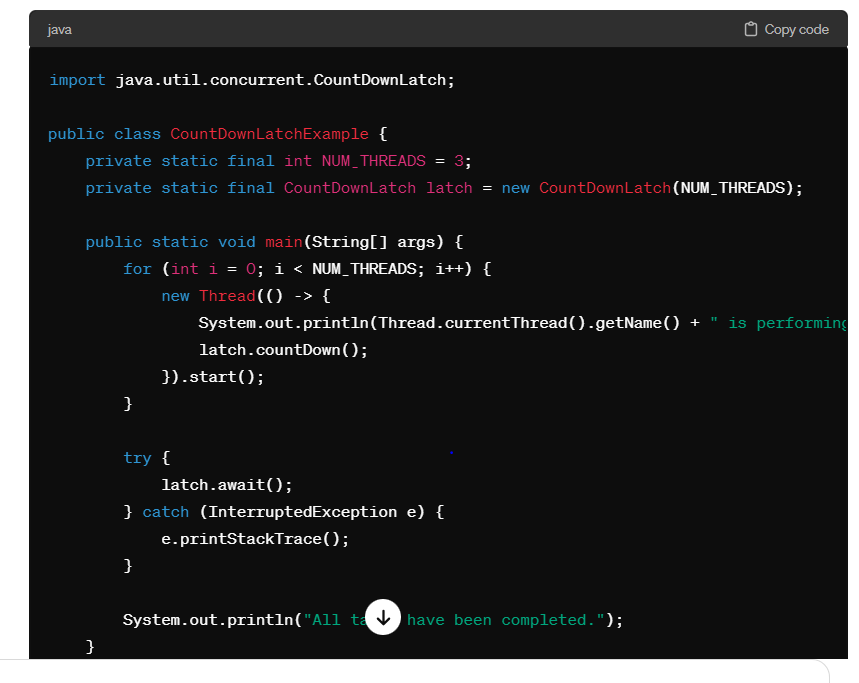 java
Copy code
import java.util.concurrent.CountDownLatch;
public class CountDownLatchExample {
    private static final int NUM_THREADS = 3;
    private static final CountDownLatch latch = new CountDownLatch(NUM_THREADS);
    public static void main(String[] args) {
        for (int i = 0; i < NUM_THREADS; i++) {
            new Thread(() -> {
                System.out.println(Thread.currentThread().getName() + " is performing
                latch.countDown();
            }).start();
        }
        try {
            latch.await();
        } catch (InterruptedException e) {
            e.printStackTrace();
        }
        System.out.println("All have been completed.");
    }